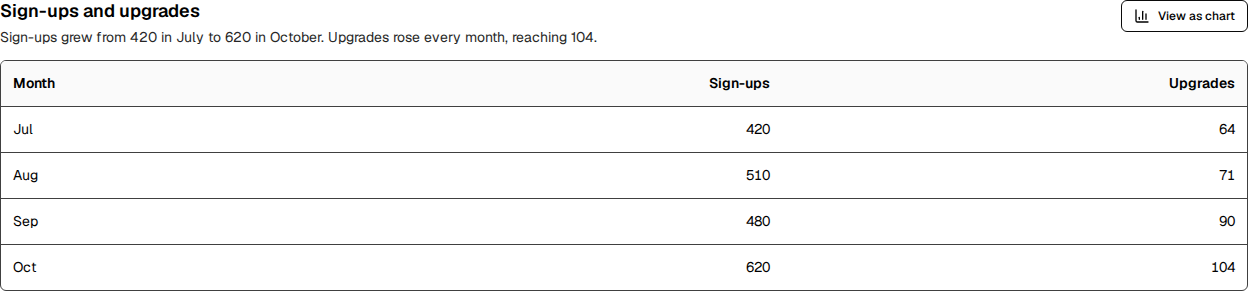 Sign-ups and upgrades
View as chart
Sign-ups grew from 420 in July to 620 in October. Upgrades rose every month, reaching 104.
Month Sign-ups Upgrades
Jul 420 64
Aug 510 71
Sep 480 90
Oct 620 104